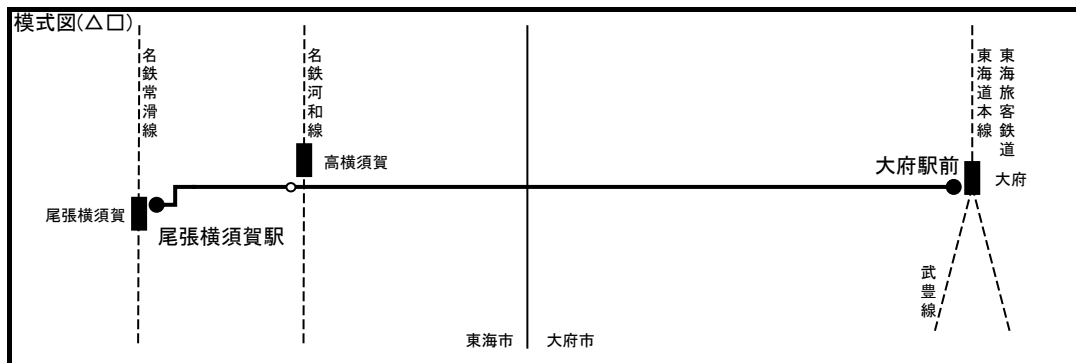 模式図(△□)
名鉄常滑線
名鉄河和線
東海道本線
東海旅客鉄道
高横須賀
大府駅前
大府
尾張横須賀
尾張横須賀駅
武豊線
東海市
大府市